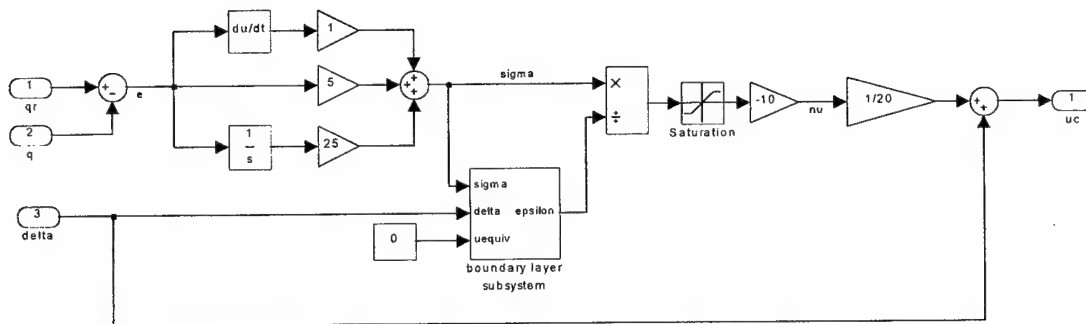 du/dt
1
1
qr
+
-
e
5
+
+
+
sigma
×
÷
-10
nu
1/20
+
+
1
uc
2
q
1
s
25
Saturation
sigma
3
delta
delta
epsilon
0
uequiv
boundary layer
subsystem